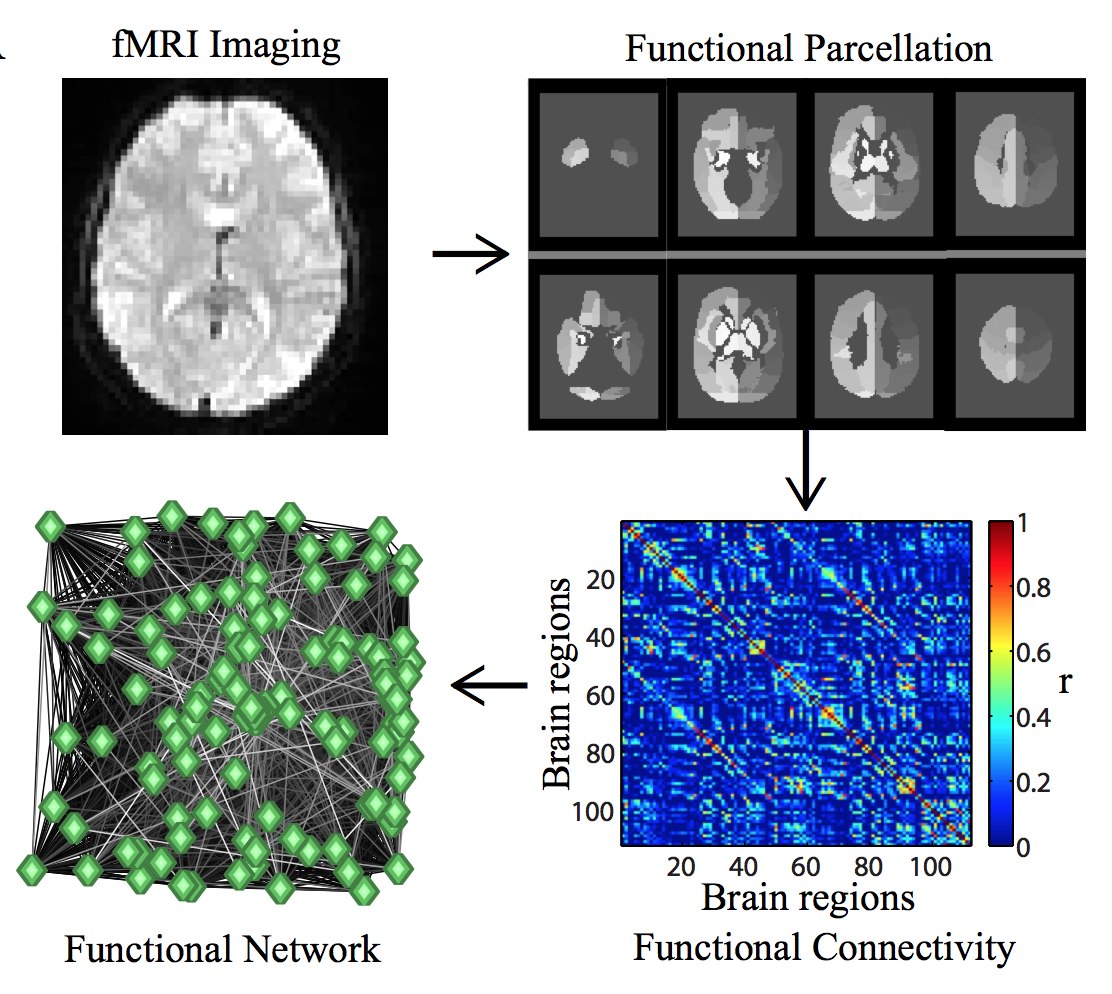 A
fMRI Imaging
Functional Parcellation
1
0.8
0.6
r
0.4
0.2
0
20
40
60
80
100
Brain regions
20 40 60 80 100
Brain regions
Functional Network
Functional Connectivity